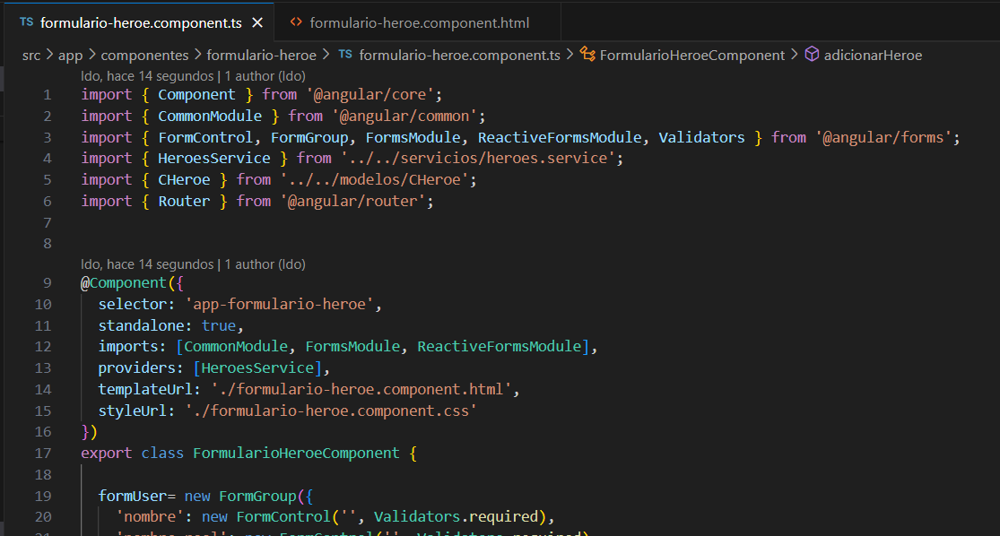 TS formulario-heroe.component.ts × <> formulario-heroe.component.html
src > app > componentes > formulario-heroe > TS formulario-heroe.component.ts > FormularioHeroeComponent > adicionarHeroe
Ido, hace 14 segundos | 1 author (Ido)
1 import { Component } from '@angular/core';
2 import { CommonModule } from '@angular/common';
3 import { FormControl, FormGroup, FormsModule, ReactiveFormsModule, Validators } from '@angular/forms';
4 import { HeroesService } from '../../servicios/heroes.service';
5 import { CHeroe } from '../../modelos/CHeroe';
6 import { Router } from '@angular/router';
7
8
Ido, hace 14 segundos | 1 author (Ido)
9 @Component({
10 selector: 'app-formulario-heroe',
11 standalone: true,
12 imports: [CommonModule, FormsModule, ReactiveFormsModule],
13 providers: [HeroesService],
14 templateUrl: './formulario-heroe.component.html',
15 styleUrl: './formulario-heroe.component.css'
16 })
17 export class FormularioHeroeComponent {
18
19 formUser= new FormGroup({
20 'nombre': new FormControl('', Validators.required),